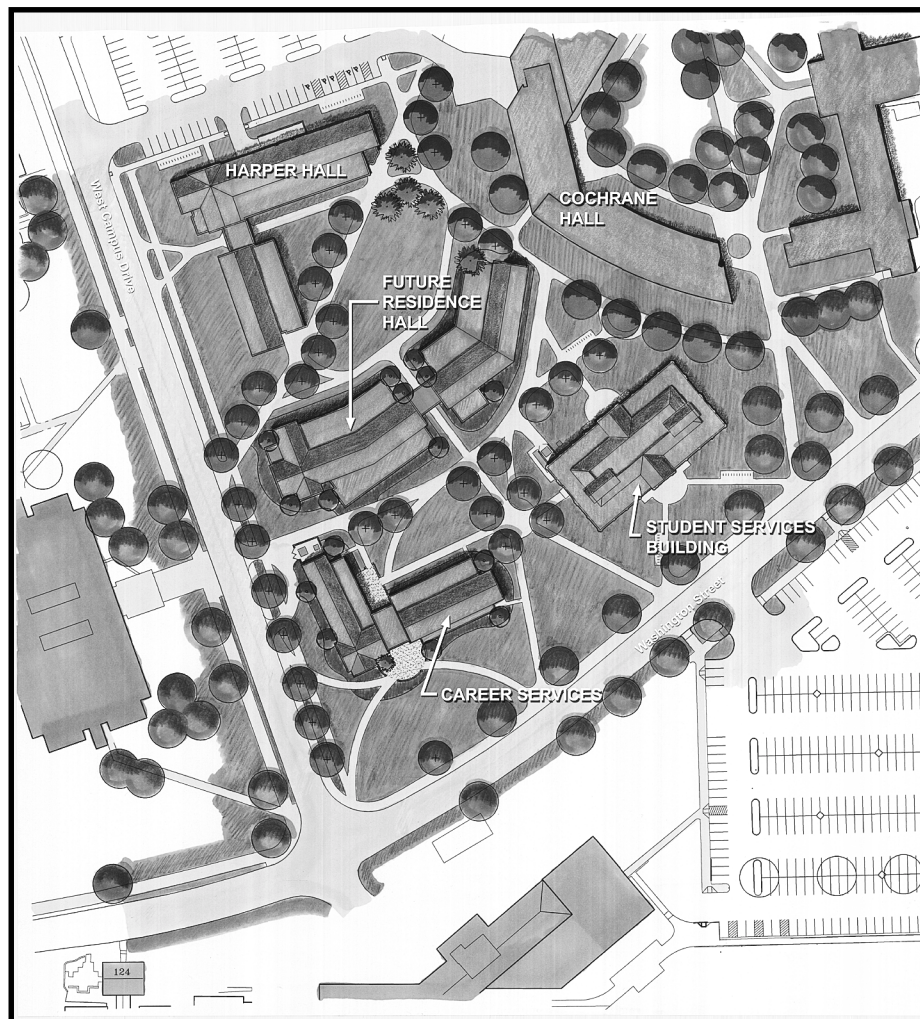 HARPER HALL
West Campus Drive
COCHRANE
HALL
FUTURE
RESIDENCE
HALL
STUDENT SERVICES
BUILDING
Washington Street
CAREER SERVICES
124